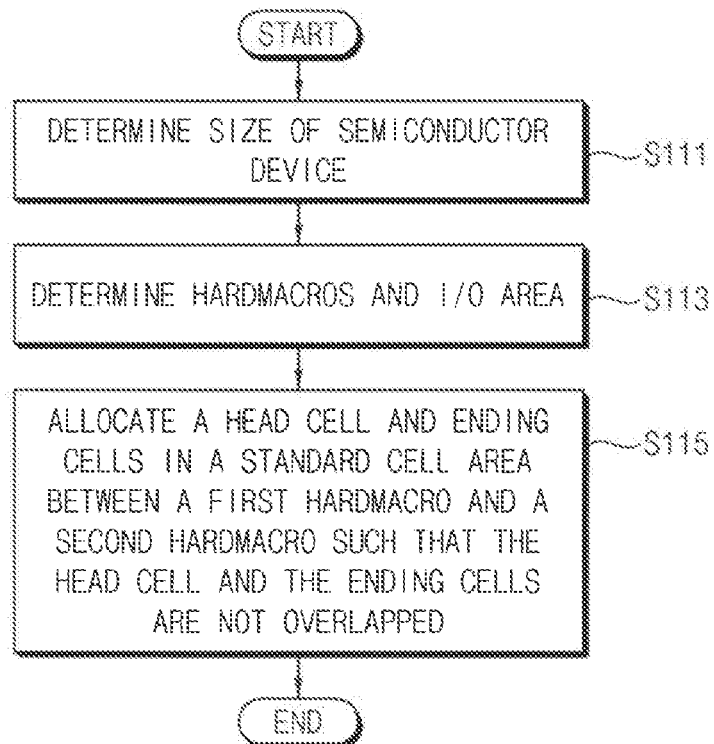 START
DETERMINE SIZE OF SEMICONDUCTOR
DEVICE
S111
DETERMINE HARDMACROS AND I/O AREA
S113
ALLOCATE A HEAD CELL AND ENDING
CELLS IN A STANDARD CELL AREA
BETWEEN A FIRST HARDMACRO AND A
SECOND HARDMACRO SUCH THAT THE
HEAD CELL AND THE ENDING CELLS
ARE NOT OVERLAPPED
S115
END